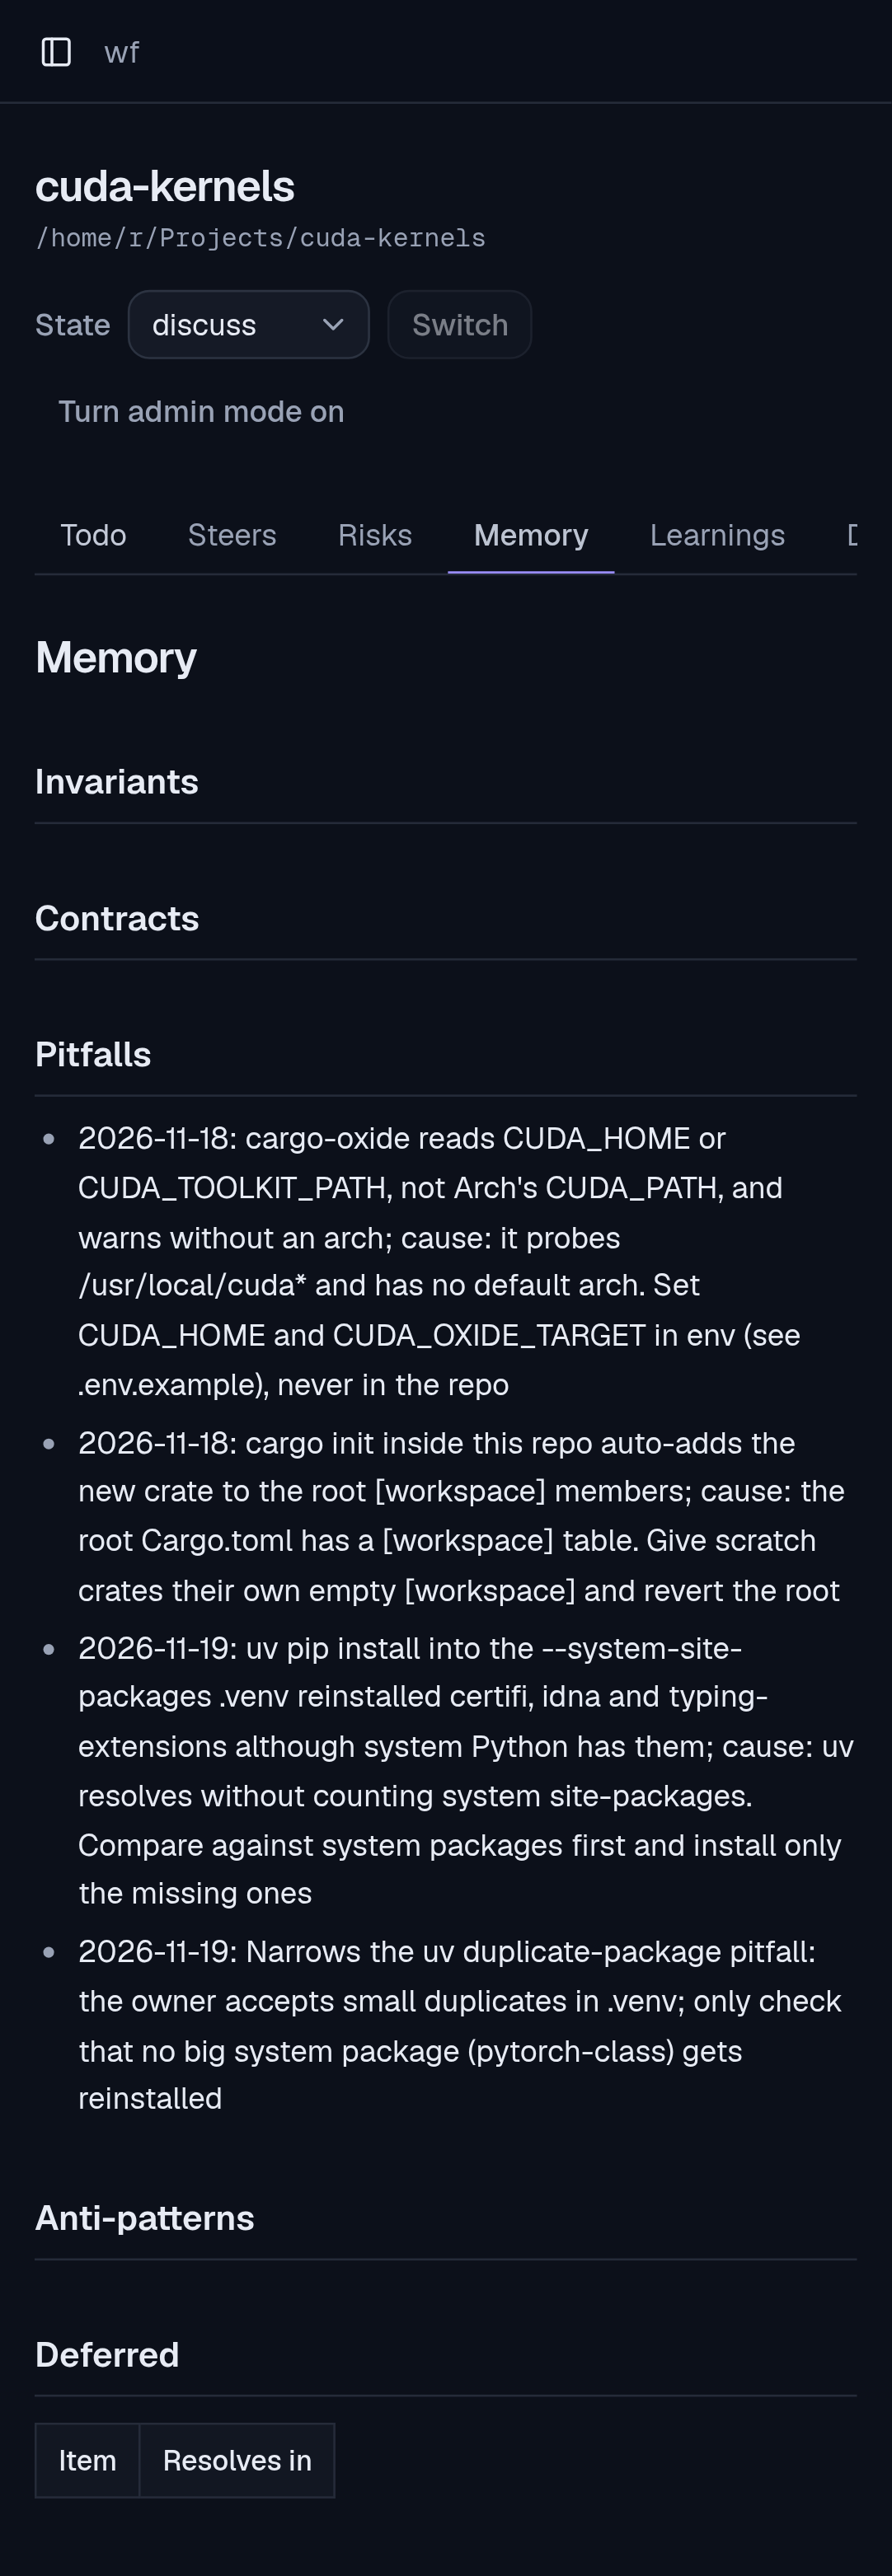 wf
cuda-kernels
/home/r/Projects/cuda-kernels
State discuss Switch
Turn admin mode on
Todo Steers Risks Memory Learnings
Memory
Invariants
Contracts
Pitfalls
2026-11-18: cargo-oxide reads CUDA_HOME or
CUDA_TOOLKIT_PATH, not Arch's CUDA_PATH, and
warns without an arch; cause: it probes
/usr/local/cuda* and has no default arch. Set
CUDA_HOME and CUDA_OXIDE_TARGET in env (see
.env.example), never in the repo
2026-11-18: cargo init inside this repo auto-adds the
new crate to the root [workspace] members; cause: the
root Cargo.toml has a [workspace] table. Give scratch
crates their own empty [workspace] and revert the root
2026-11-19: uv pip install into the --system-site-
packages .venv reinstalled certifi, idna and typing-
extensions although system Python has them; cause: uv
resolves without counting system site-packages.
Compare against system packages first and install only
the missing ones
2026-11-19: Narrows the uv duplicate-package pitfall:
the owner accepts small duplicates in .venv; only check
that no big system package (pytorch-class) gets
reinstalled
Anti-patterns
Deferred
Item Resolves in